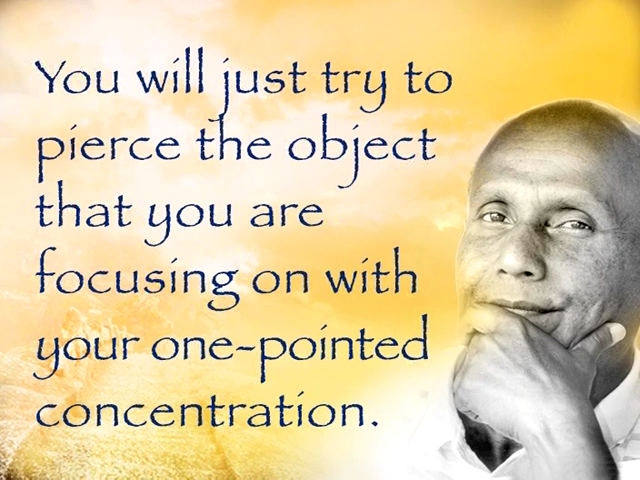 You will just try to
pierce the object
that you are
focusing on with
your one-pointed
concentration.